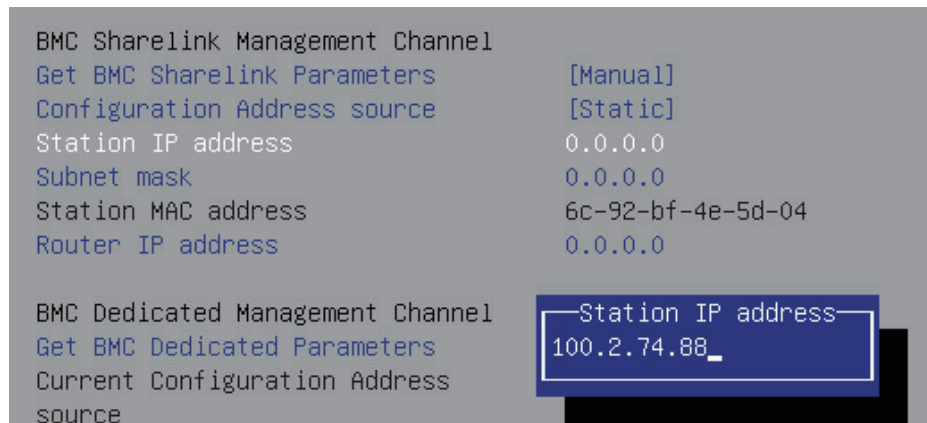 BMC Sharelink Management Channel
Get BMC Sharelink Parameters [Manual]
Configuration Address source [Static]
Station IP address 0.0.0.0
Subnet mask 0.0.0.0
Station MAC address 6c-92-bf-4e-5d-04
Router IP address 0.0.0.0
BMC Dedicated Management Channel
Get BMC Dedicated Parameters
Current Configuration Address
source
Station IP address
100.2.74.88_